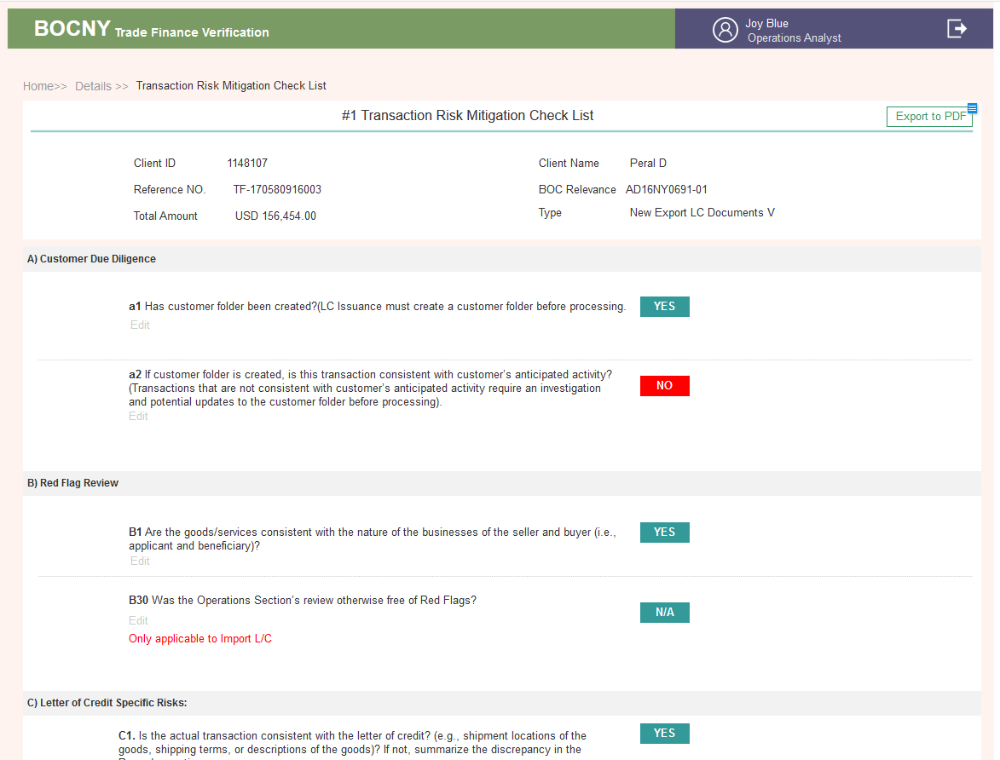 BOCNY Trade Finance Verification
Joy Blue
Operations Analyst
Home>> Details >> Transaction Risk Mitigation Check List
#1 Transaction Risk Mitigation Check List
Export to PDF
Client ID 1148107
Client Name Peral D
Reference NO. TF-170580916003
BOC Relevance AD16NY0691-01
Total Amount USD 156,454.00
Type New Export LC Documents V
A) Customer Due Diligence
a1 Has customer folder been created?(LC Issuance must create a customer folder before processing.
YES
Edit
a2 If customer folder is created, is this transaction consistent with customer's anticipated activity?
(Transactions that are not consistent with customer's anticipated activity require an investigation
and potential updates to the customer folder before processing).
NO
Edit
B) Red Flag Review
B1 Are the goods/services consistent with the nature of the businesses of the seller and buyer (i.e.,
applicant and beneficiary)?
YES
Edit
B30 Was the Operations Section's review otherwise free of Red Flags?
N/A
Edit
Only applicable to Import L/C
C) Letter of Credit Specific Risks:
C1. Is the actual transaction consistent with the letter of credit? (e.g., shipment locations of the
goods, shipping terms, or descriptions of the goods)? If not, summarize the discrepancy in the
YES